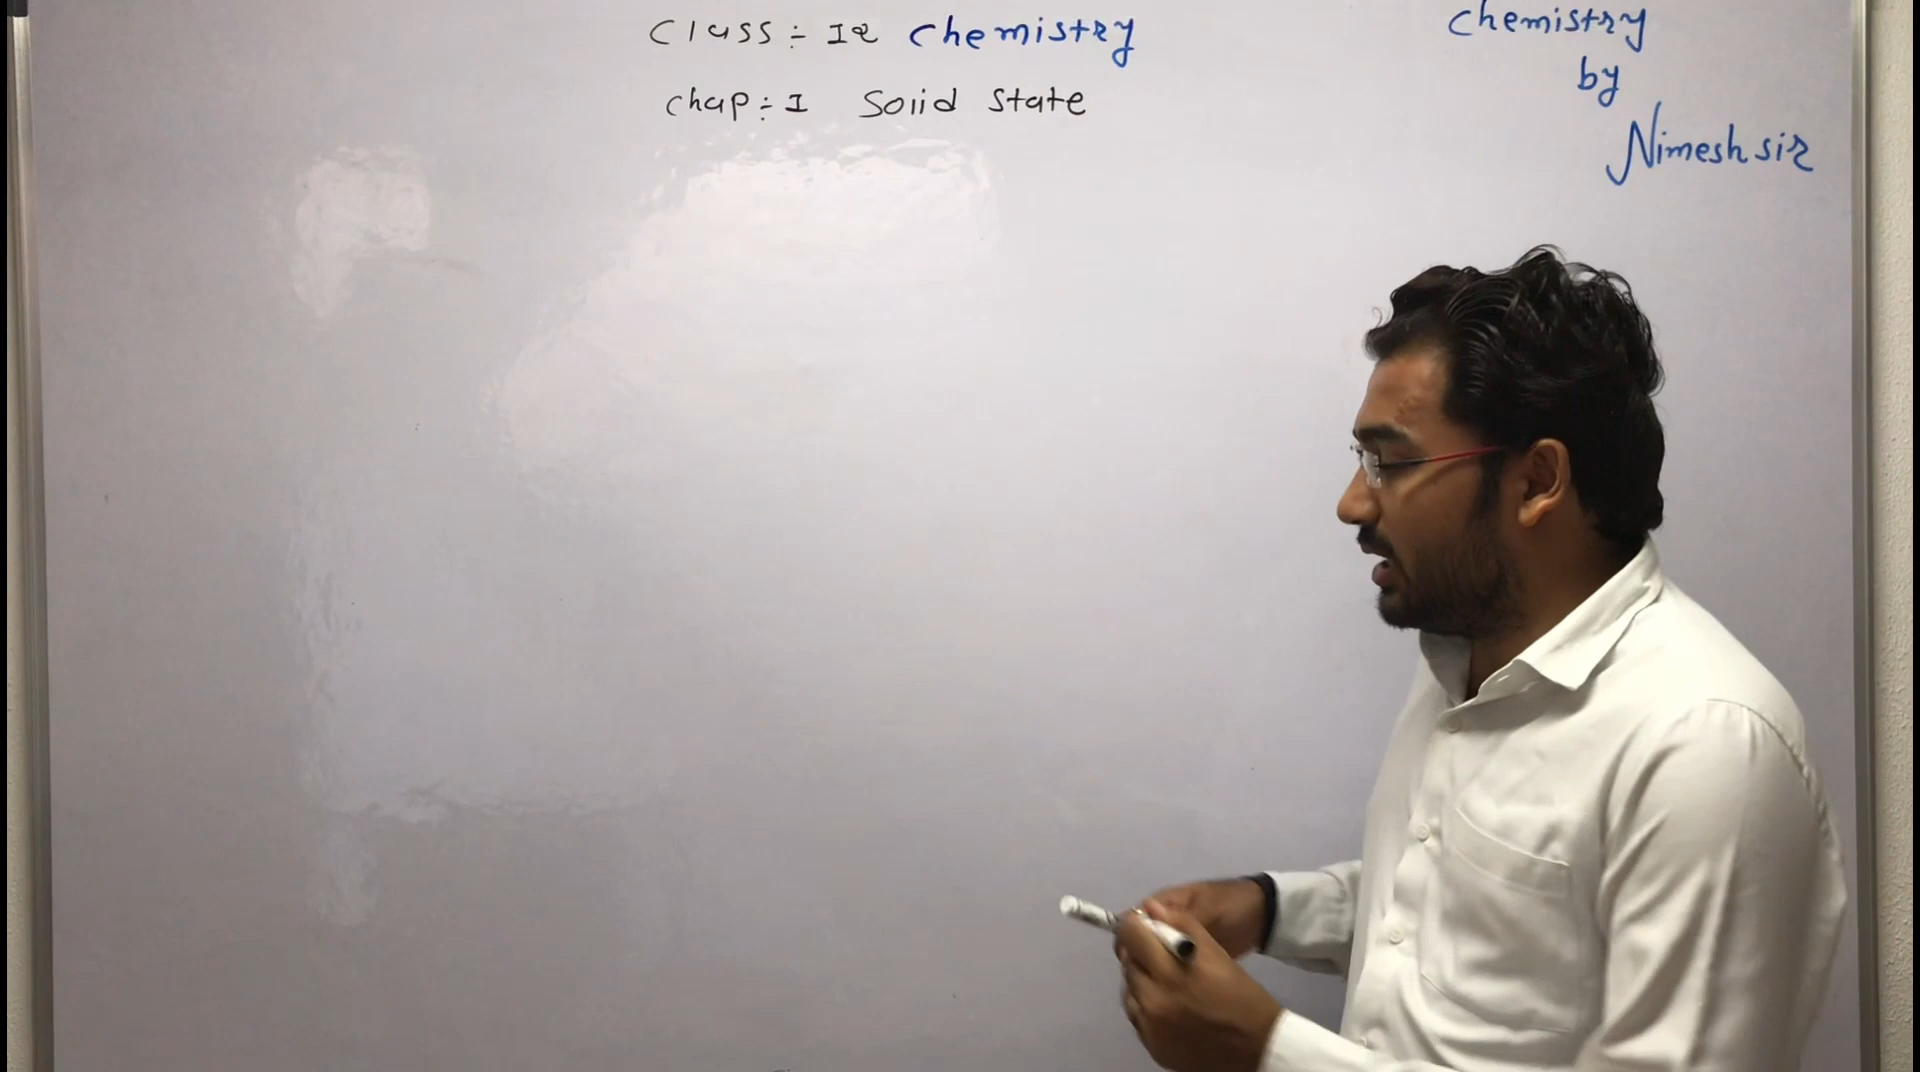 Class :- 12 Chemistry
Chap :- 1 Solid State
Chemistry
by
Nimesh sir